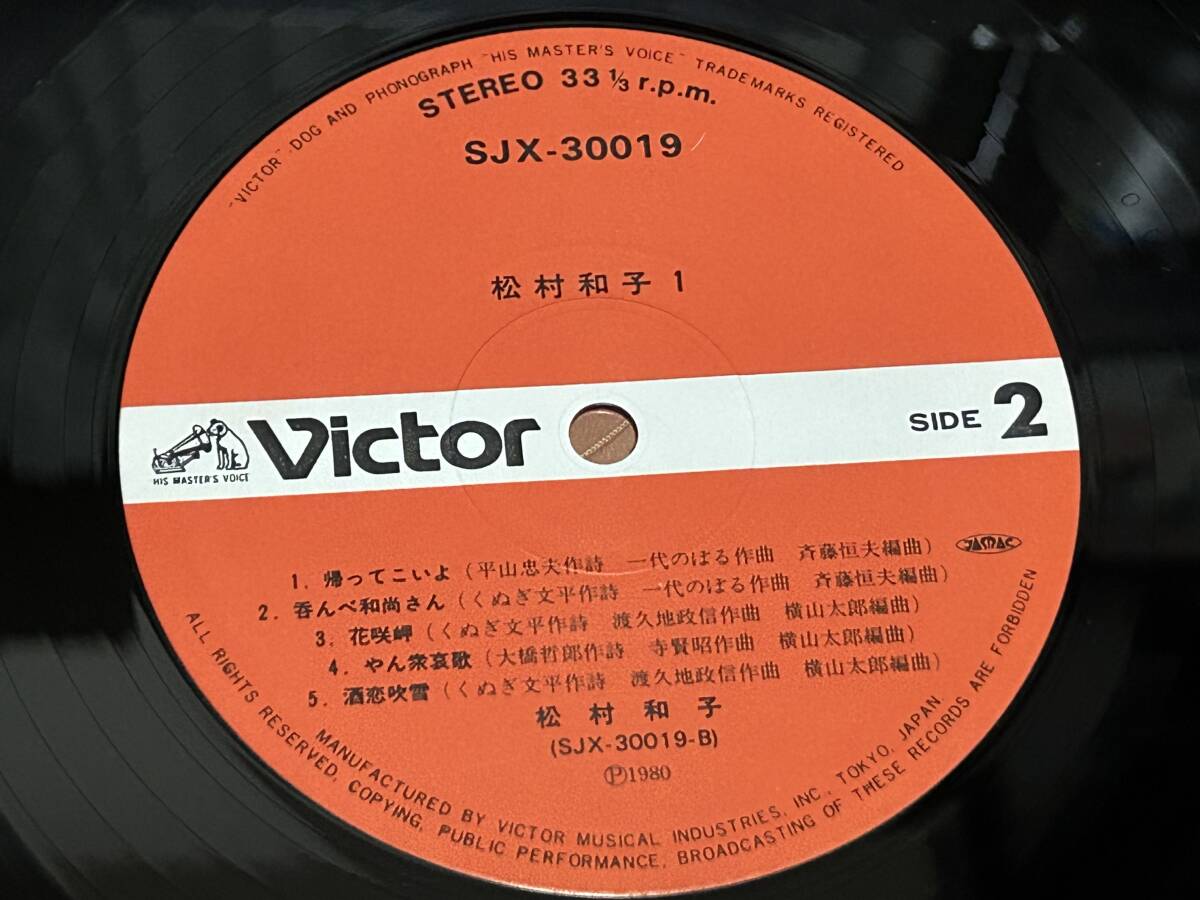 "VICTOR", DOG AND PHONOGRAPH "HIS MASTER'S VOICE" TRADEMARKS REGISTERED
STEREO 33 1/3 r.p.m.
SJX-30019
松村和子 1
HIS MASTER'S VOICE
Victor
SIDE 2
1. 帰ってこいよ (平山忠夫作詩 一代のぼる作曲 斉藤恒夫編曲)
JASRAC
2. 呑んべ和尚さん (くぬぎ文平作詩 一代のぼる作曲 斉藤恒夫編曲)
3. 花咲岬 (くぬぎ文平作詩 渡久地政信作曲 横山太郎編曲)
4. やん衆哀歌 (大橋哲郎作詩 寺賢昭作曲 横山太郎編曲)
5. 酒恋吹雪 (くぬぎ文平作詩 渡久地政信作曲 横山太郎編曲)
松村和子
(SJX-30019-B)
Ⓟ1980
MANUFACTURED BY VICTOR MUSICAL INDUSTRIES, INC., TOKYO, JAPAN.
ALL RIGHTS RESERVED, COPYING, PUBLIC PERFORMANCE, BROADCASTING OF THESE RECORDS ARE FORBIDDEN